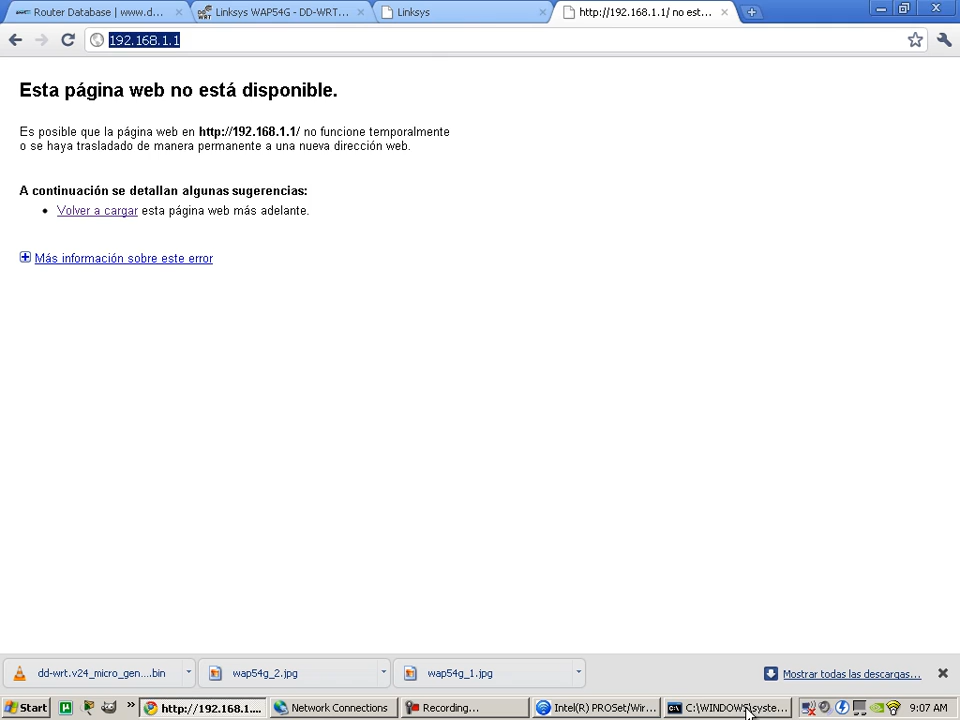 Router Database | www.d...
Linksys WAP54G - DD-WRT...
Linksys
http://192.168.1.1/ no est...
192.168.1.1
Esta página web no está disponible.
Es posible que la página web en http://192.168.1.1/ no funcione temporalmente
o se haya trasladado de manera permanente a una nueva dirección web.
A continuación se detallan algunas sugerencias:
• Volver a cargar esta página web más adelante.
Más información sobre este error
dd-wrt.v24_micro_gen....bin
wap54g_2.jpg
wap54g_1.jpg
Mostrar todas las descargas...
Start
http://192.168.1....
Network Connections
Recording...
Intel(R) PROSet/Wir...
C:\WINDOWS\syste...
9:07 AM